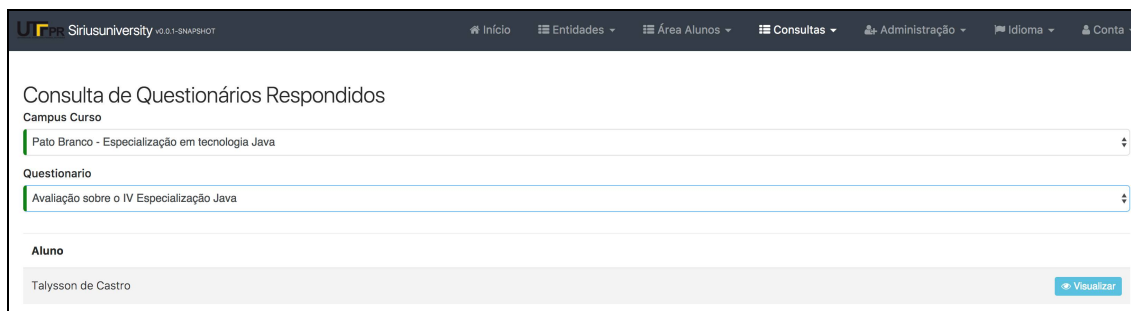 UTFPR Siriusuniversity v0.0.1-SNAPSHOT Início Entidades Área Alunos Consultas Administração Idioma Conta
Consulta de Questionários Respondidos
Campus Curso
Pato Branco - Especialização em tecnologia Java
Questionario
Avaliação sobre o IV Especialização Java
Aluno
Talysson de Castro Visualizar